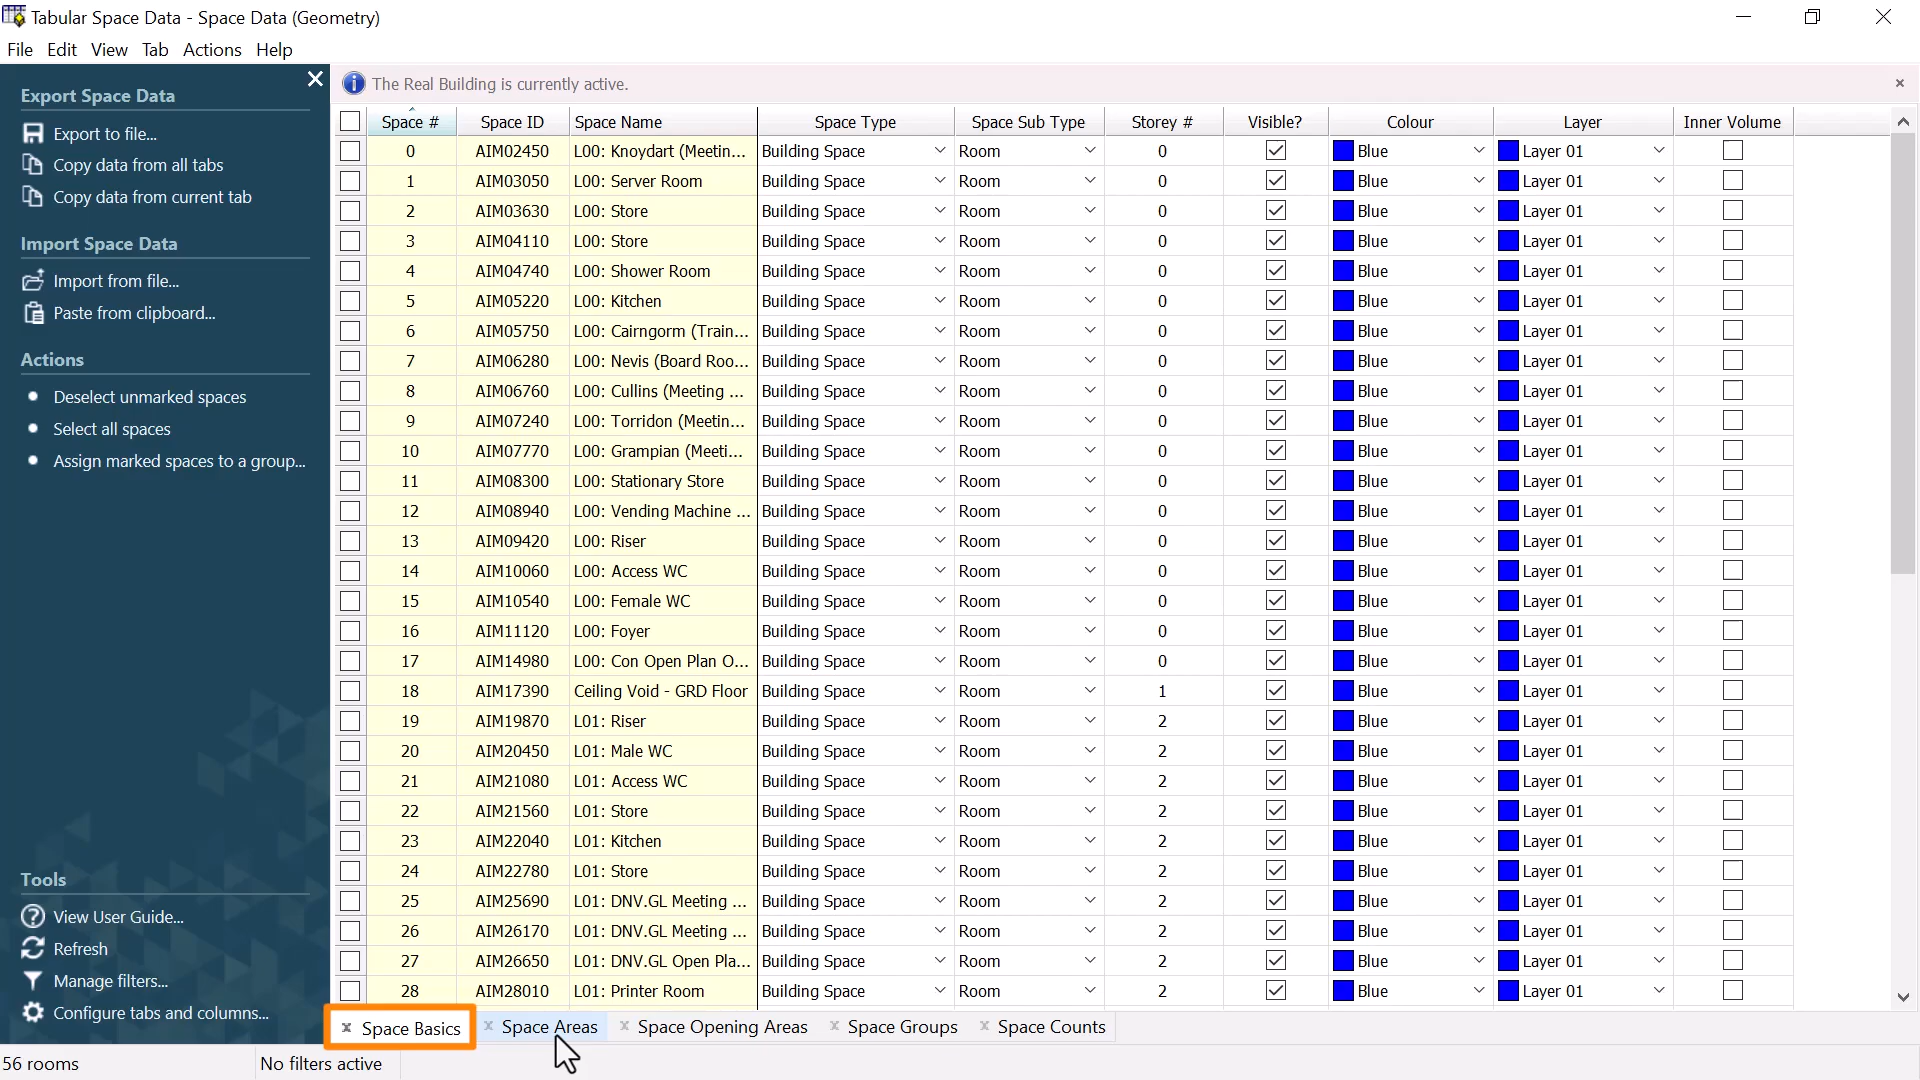 Tabular Space Data - Space Data (Geometry)
File Edit View Tab Actions Help
Export Space Data
Export to file...
Copy data from all tabs
Copy data from current tab
Import Space Data
Import from file...
Paste from clipboard...
Actions
Deselect unmarked spaces
Select all spaces
Assign marked spaces to a group...
Tools
View User Guide...
Refresh
Manage filters...
Configure tabs and columns...
The Real Building is currently active.
Space # Space ID Space Name Space Type Space Sub Type Storey # Visible? Colour Layer Inner Volume
0 AIM02450 L00: Knoydart (Meetin... Building Space Room 0 Blue Layer 01
1 AIM03050 L00: Server Room Building Space Room 0 Blue Layer 01
2 AIM03630 L00: Store Building Space Room 0 Blue Layer 01
3 AIM04110 L00: Store Building Space Room 0 Blue Layer 01
4 AIM04740 L00: Shower Room Building Space Room 0 Blue Layer 01
5 AIM05220 L00: Kitchen Building Space Room 0 Blue Layer 01
6 AIM05750 L00: Cairngorm (Train... Building Space Room 0 Blue Layer 01
7 AIM06280 L00: Nevis (Board Roo... Building Space Room 0 Blue Layer 01
8 AIM06760 L00: Cullins (Meeting ... Building Space Room 0 Blue Layer 01
9 AIM07240 L00: Torridon (Meetin... Building Space Room 0 Blue Layer 01
10 AIM07770 L00: Grampian (Meeti... Building Space Room 0 Blue Layer 01
11 AIM08300 L00: Stationary Store Building Space Room 0 Blue Layer 01
12 AIM08940 L00: Vending Machine ... Building Space Room 0 Blue Layer 01
13 AIM09420 L00: Riser Building Space Room 0 Blue Layer 01
14 AIM10060 L00: Access WC Building Space Room 0 Blue Layer 01
15 AIM10540 L00: Female WC Building Space Room 0 Blue Layer 01
16 AIM11120 L00: Foyer Building Space Room 0 Blue Layer 01
17 AIM14980 L00: Con Open Plan O... Building Space Room 0 Blue Layer 01
18 AIM17390 Ceiling Void - GRD Floor Building Space Room 1 Blue Layer 01
19 AIM19870 L01: Riser Building Space Room 2 Blue Layer 01
20 AIM20450 L01: Male WC Building Space Room 2 Blue Layer 01
21 AIM21080 L01: Access WC Building Space Room 2 Blue Layer 01
22 AIM21560 L01: Store Building Space Room 2 Blue Layer 01
23 AIM22040 L01: Kitchen Building Space Room 2 Blue Layer 01
24 AIM22780 L01: Store Building Space Room 2 Blue Layer 01
25 AIM25690 L01: DNV.GL Meeting ... Building Space Room 2 Blue Layer 01
26 AIM26170 L01: DNV.GL Meeting ... Building Space Room 2 Blue Layer 01
27 AIM26650 L01: DNV.GL Open Pla... Building Space Room 2 Blue Layer 01
28 AIM28010 L01: Printer Room Building Space Room 2 Blue Layer 01
Space Basics Space Areas Space Opening Areas Space Groups Space Counts
56 rooms No filters active